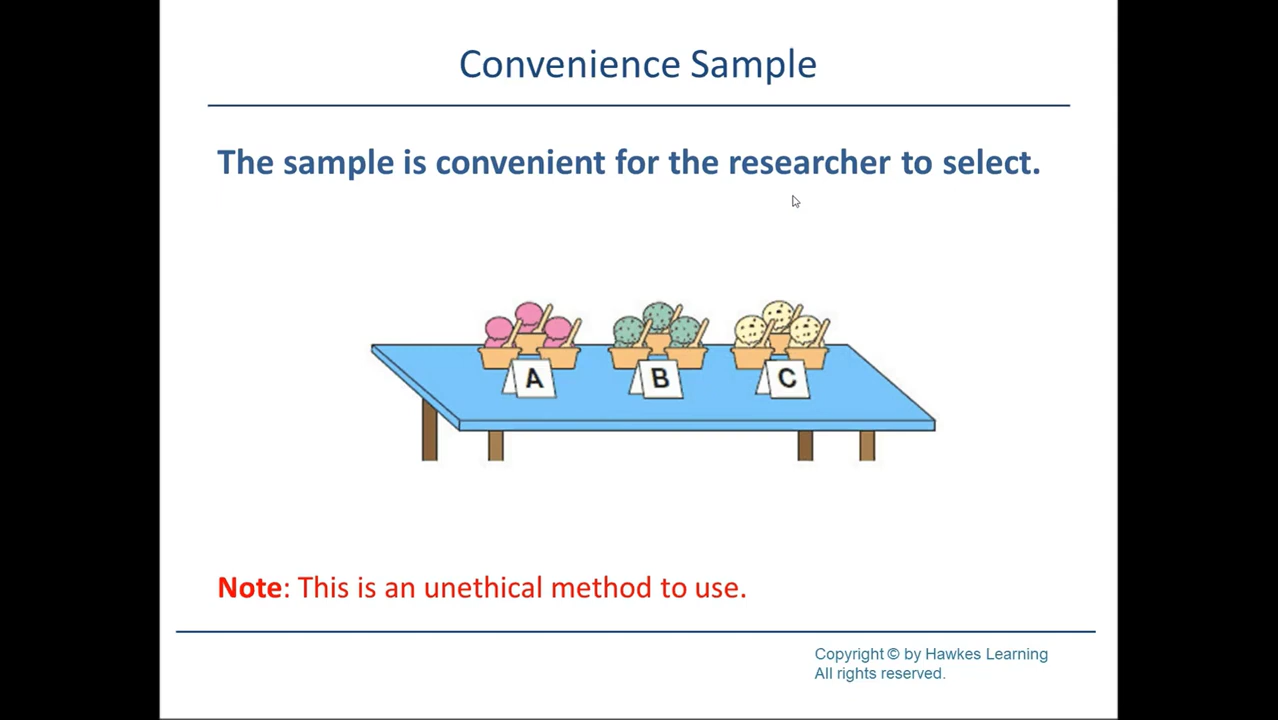 Convenience Sample
The sample is convenient for the researcher to select.
A B C
Note: This is an unethical method to use.
Copyright © by Hawkes Learning
All rights reserved.